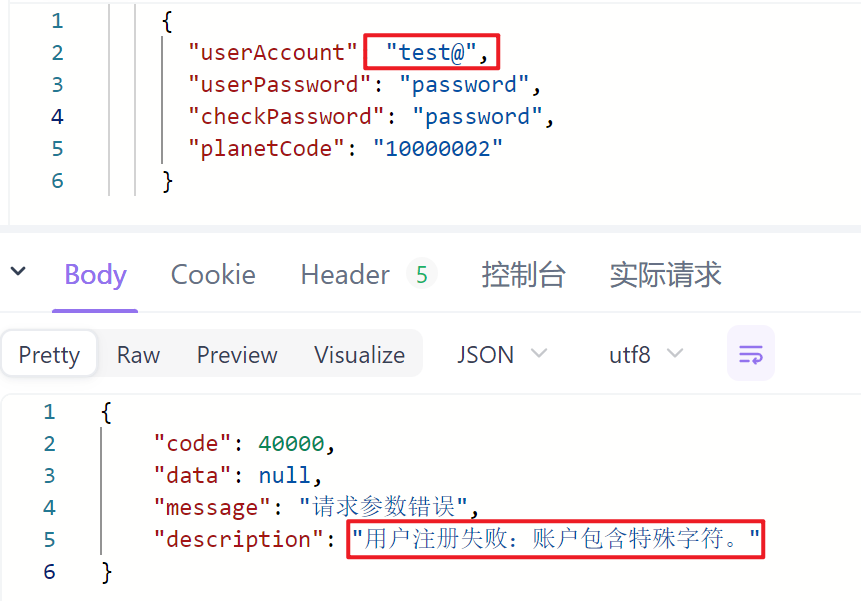 1 {
2 "userAccount" "test@",
3 "userPassword": "password",
4 "checkPassword": "password",
5 "planetCode": "10000002"
6 }
Body Cookie Header 5 控制台 实际请求
Pretty Raw Preview Visualize JSON utf8
1 {
2 "code": 40000,
3 "data": null,
4 "message": "请求参数错误",
5 "description": "用户注册失败：账户包含特殊字符。"
6 }